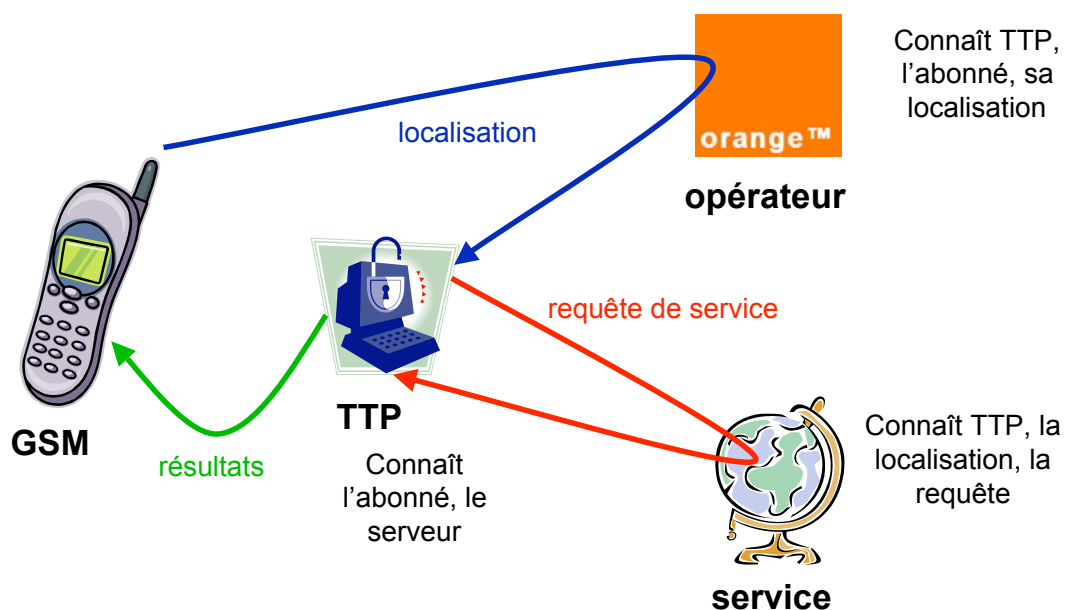 Connaît TTP,
l’abonné, sa
localisation
localisation
orange™
opérateur
requête de service
GSM
résultats
TTP
Connaît
l’abonné, le
serveur
Connaît TTP, la
localisation, la
requête
service